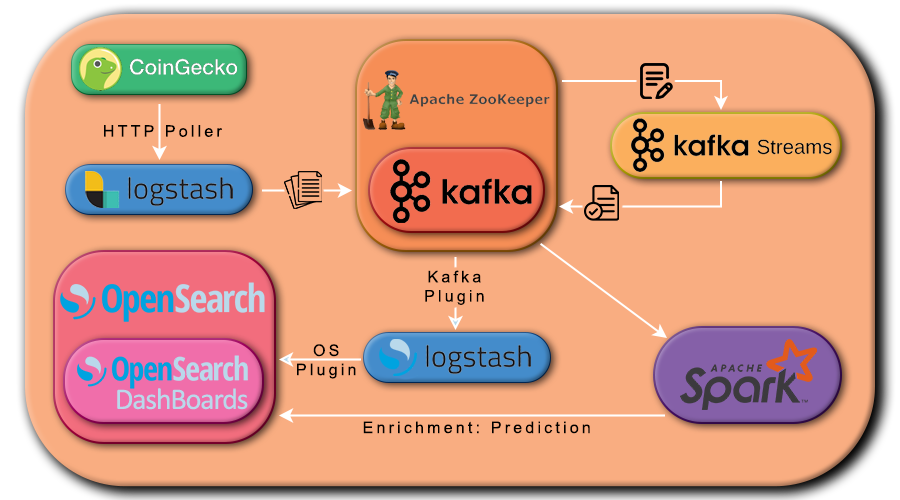 CoinGecko
HTTP Poller
logstash
Apache ZooKeeper
kafka
kafka Streams
Kafka
Plugin
logstash
OS
Plugin
OpenSearch
OpenSearch
DashBoards
APACHE
Spark
TM
Enrichment: Prediction